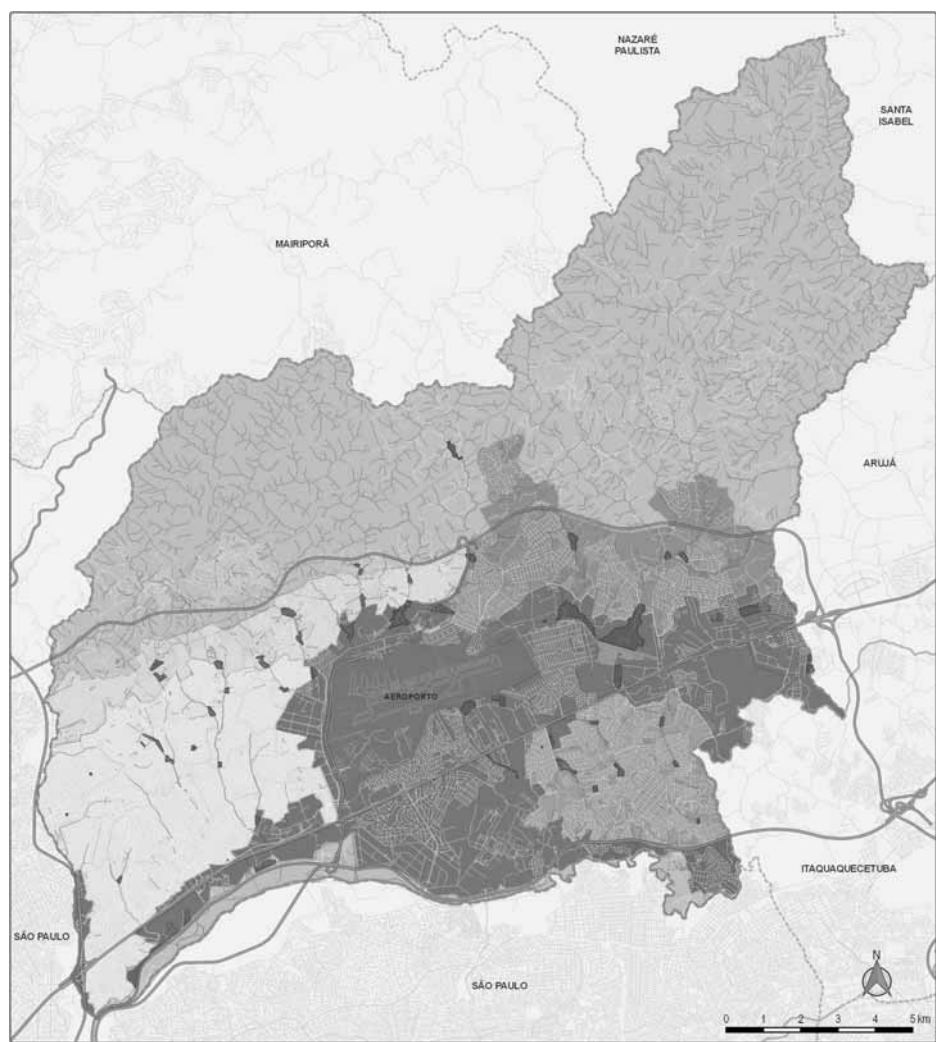 NAZARÉ
PAULISTA
SANTA
ISABEL
MAIRIPORÃ
ARUJÁ
AEROPORTO
ITAQUAQUECETUBA
SÃO PAULO
SÃO PAULO
N
0 1 2 3 4 5 km